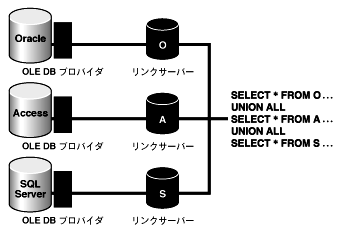 Oracle
O
OLE DB プロバイダ
リンクサーバー
Access
A
OLE DB プロバイダ
リンクサーバー
SQL
Server
S
OLE DB プロバイダ
リンクサーバー
SELECT * FROM O …
UNION ALL
SELECT * FROM A …
UNION ALL
SELECT * FROM S …